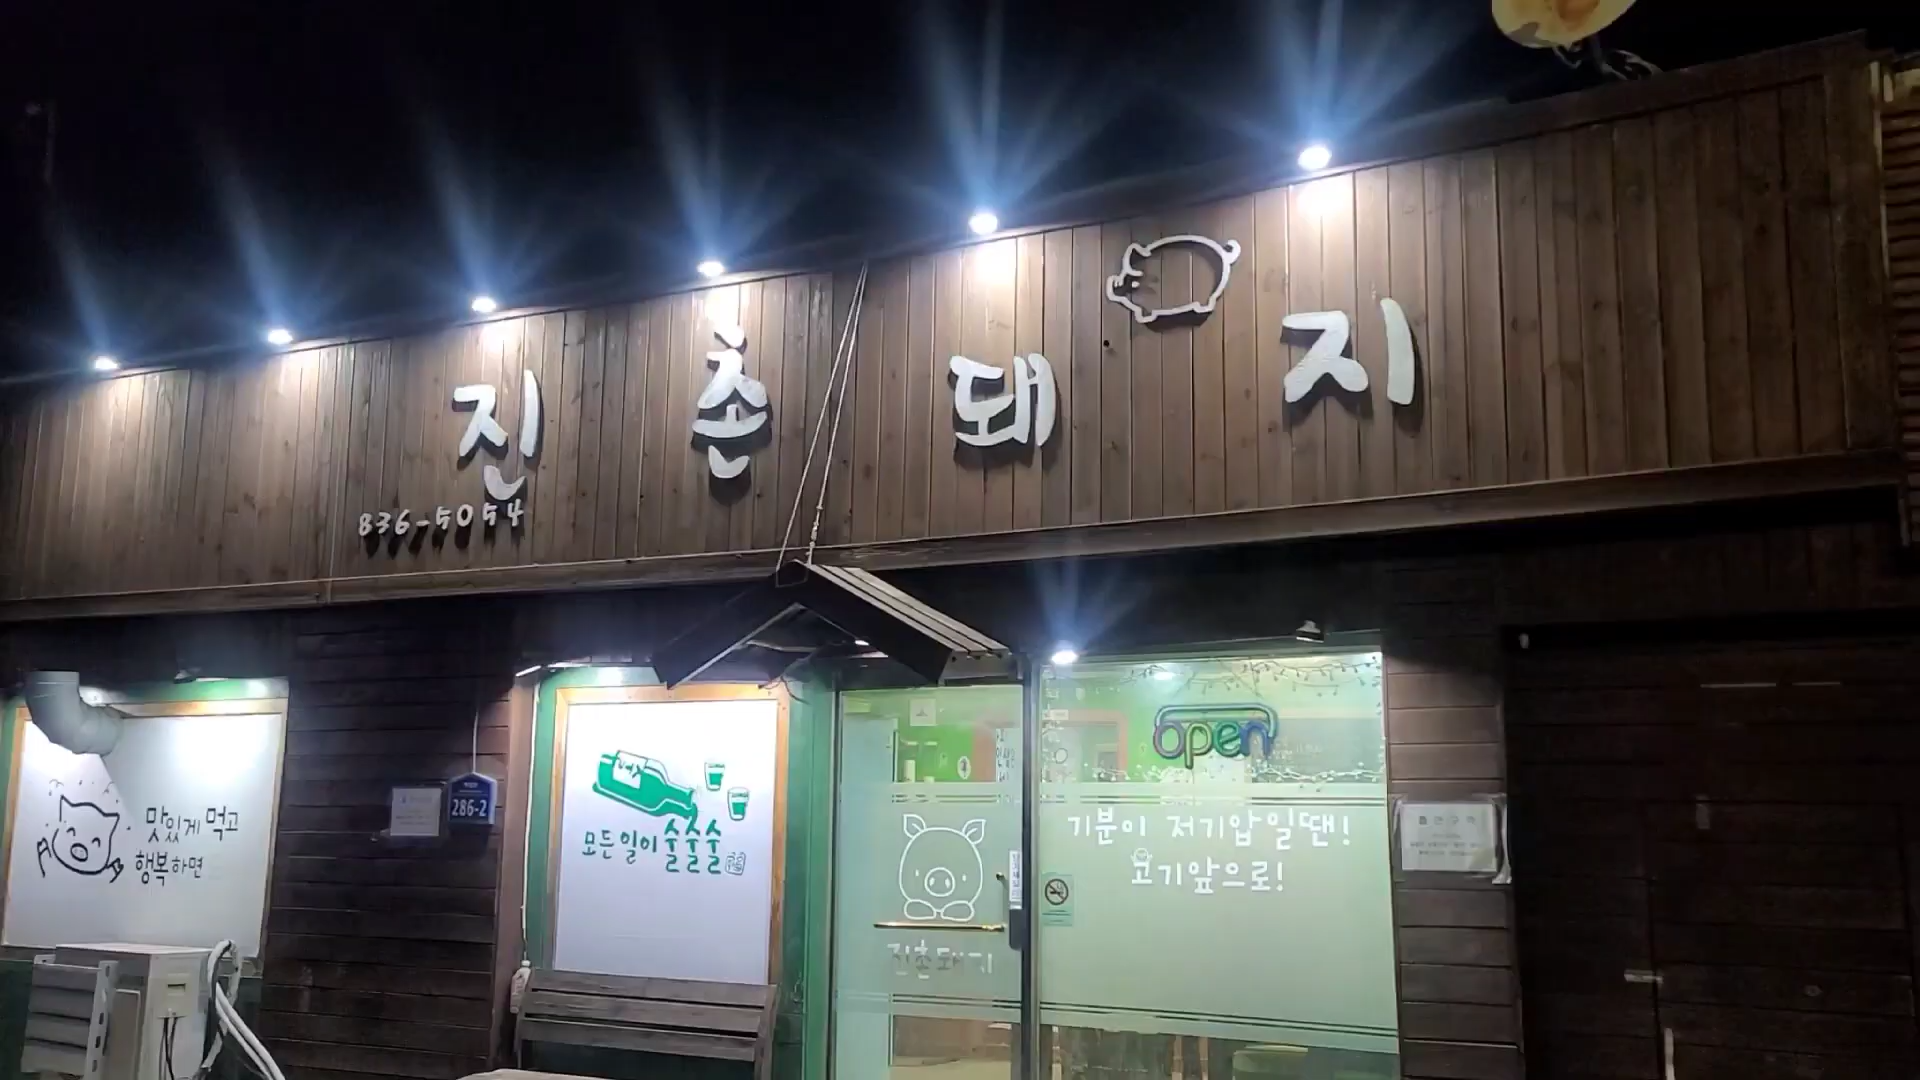 진촌돼지
836-5054
맛있게 먹고
행복하면
286-2
모든 일이 술술술
open
기분이 저기압일땐!
고기앞으로!
진촌돼지